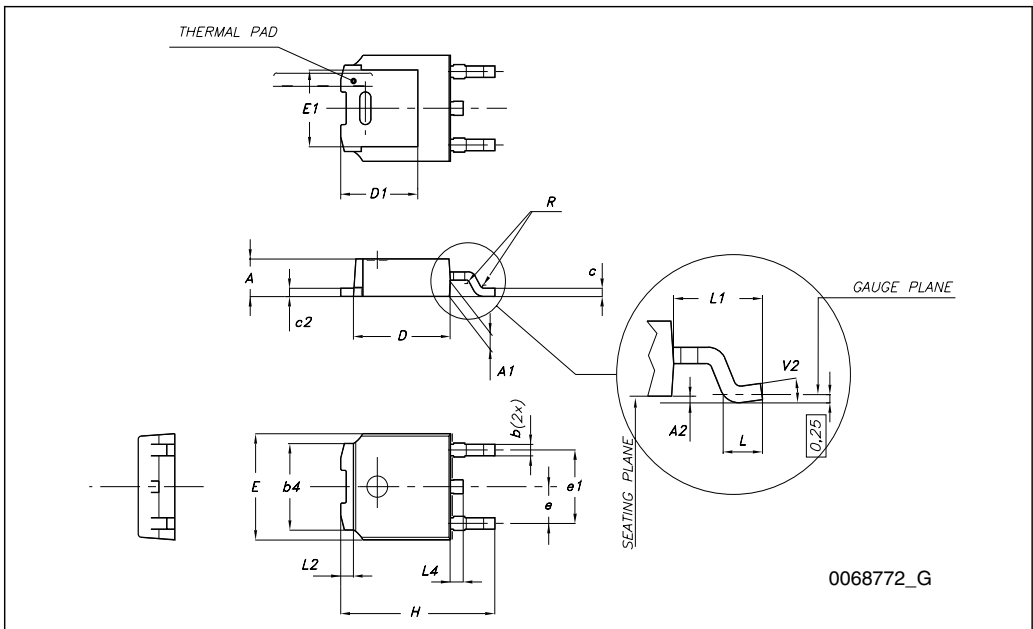 THERMAL PAD
E1
D1
R
A
c
c2
D
A1
L1
GAUGE PLANE
V2
A2
L
0,25
SEATING PLANE
b(2x)
E
b4
e
e1
L2
L4
H
0068772_G